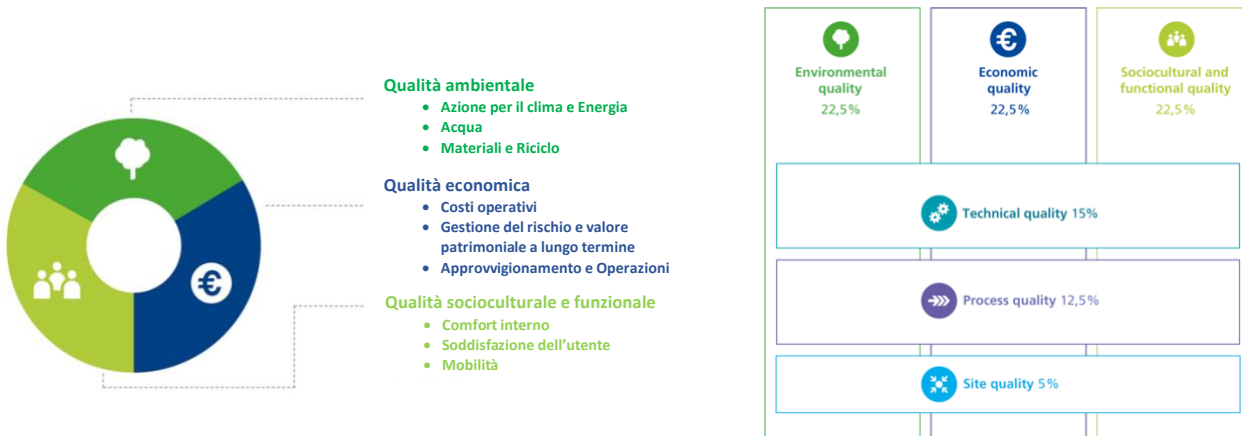 Qualità ambientale
• Azione per il clima e Energia
• Acqua
• Materiali e Riciclo
Qualità economica
• Costi operativi
• Gestione del rischio e valore
patrimoniale a lungo termine
• Approvvigionamento e Operazioni
Qualità socioculturale e funzionale
• Comfort interno
• Soddisfazione dell'utente
• Mobilità
€
€
Environmental
quality
22,5%
Economic
quality
22,5%
Sociocultural and
functional quality
22,5%
Technical quality 15%
Process quality 12,5%
Site quality 5%